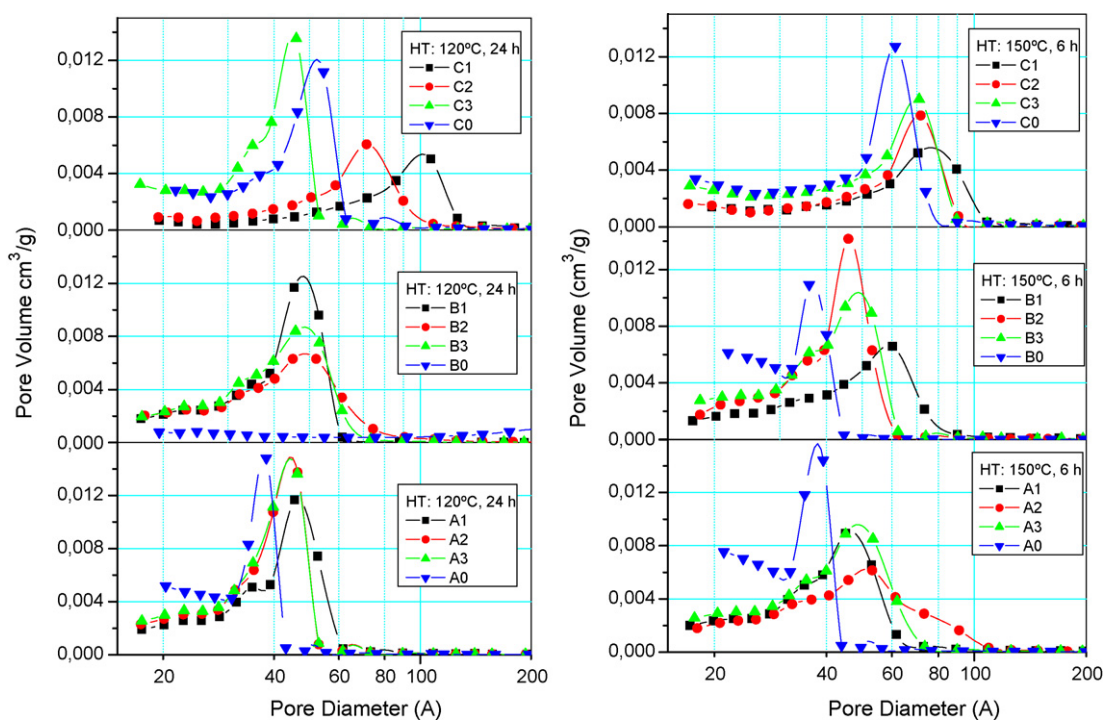 0,012
0,008
0,004
0,000
HT: 120ºC, 24 h
C1
C2
C3
C0
0,012
0,008
0,004
0,000
HT: 120ºC, 24 h
B1
B2
B3
B0
0,012
0,008
0,004
0,000
HT: 120ºC, 24 h
A1
A2
A3
A0
20
40
60
80
100
200
Pore Volume cm³/g)
Pore Diameter (A)
0,012
0,008
0,004
0,000
HT: 150ºC, 6 h
C1
C2
C3
C0
0,012
0,008
0,004
0,000
HT: 150ºC, 6 h
B1
B2
B3
B0
0,012
0,008
0,004
0,000
HT: 150ºC, 6 h
A1
A2
A3
A0
20
40
60
80
100
200
Pore Volume (cm³/g)
Pore Diameter (A)